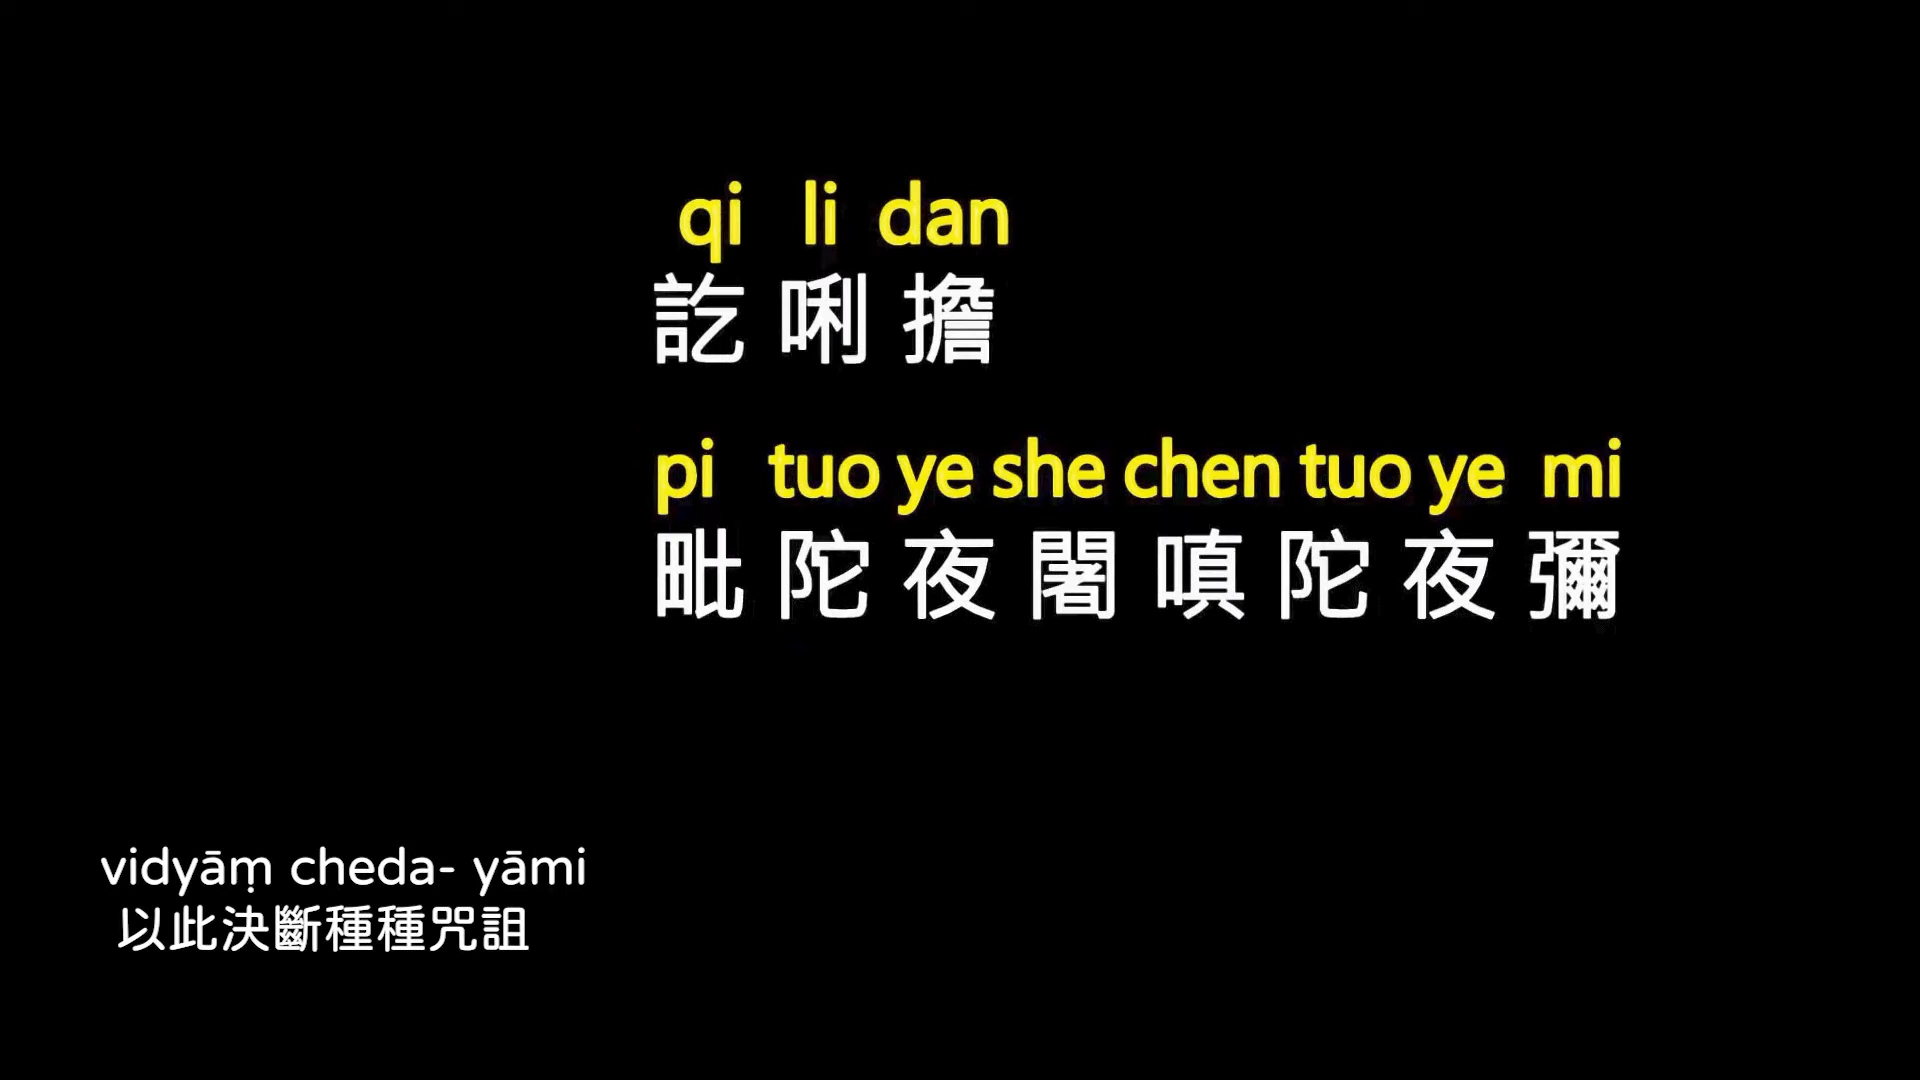 qi li dan
訖唎擔
pi tuo ye she chen tuo ye mi
毗陀夜闍嗔陀夜彌
vidyāṃ cheda- yāmi
以此決斷種種咒詛